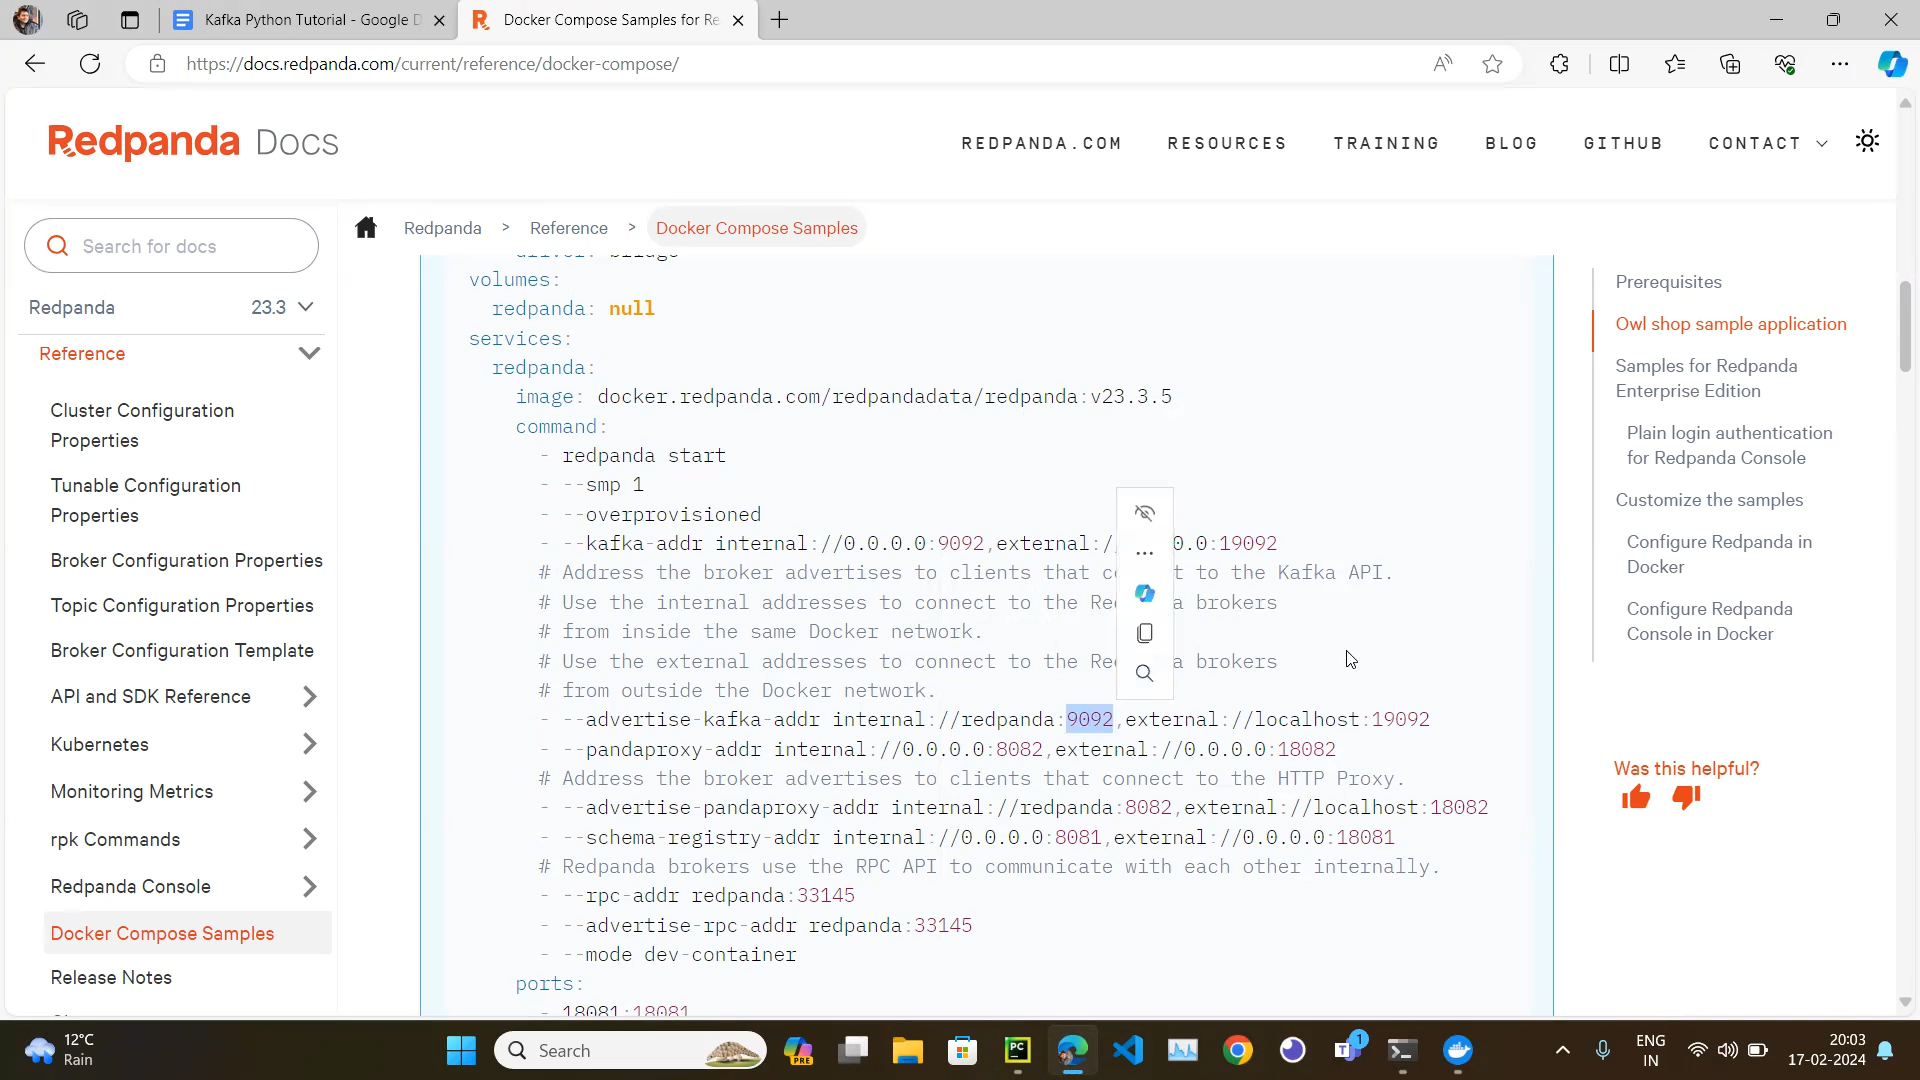 Kafka Python Tutorial - Google D
Docker Compose Samples for Re
https://docs.redpanda.com/current/reference/docker-compose/
Redpanda Docs
REDPANDA.COM
RESOURCES
TRAINING
BLOG
GITHUB
CONTACT
Search for docs
Redpanda > Reference > Docker Compose Samples
Redpanda 23.3
Reference
Cluster Configuration
Properties
Tunable Configuration
Properties
Broker Configuration Properties
Topic Configuration Properties
Broker Configuration Template
API and SDK Reference
Kubernetes
Monitoring Metrics
rpk Commands
Redpanda Console
Docker Compose Samples
Release Notes
driver: bridge
volumes:
redpanda: null
services:
redpanda:
image: docker.redpanda.com/redpandadata/redpanda:v23.3.5
command:
- redpanda start
- --smp 1
- --overprovisioned
- --kafka-addr internal://0.0.0.0:9092,external:/ 0.0:19092
# Address the broker advertises to clients that c t to the Kafka API.
# Use the internal addresses to connect to the Re a brokers
# from inside the same Docker network.
# Use the external addresses to connect to the Re a brokers
# from outside the Docker network.
- --advertise-kafka-addr internal://redpanda:9092,external://localhost:19092
- --pandaproxy-addr internal://0.0.0.0:8082,external://0.0.0.0:18082
# Address the broker advertises to clients that connect to the HTTP Proxy.
- --advertise-pandaproxy-addr internal://redpanda:8082,external://localhost:18082
- --schema-registry-addr internal://0.0.0.0:8081,external://0.0.0.0:18081
# Redpanda brokers use the RPC API to communicate with each other internally.
- --rpc-addr redpanda:33145
- --advertise-rpc-addr redpanda:33145
- --mode dev-container
ports:
- 18081:18081
Prerequisites
Owl shop sample application
Samples for Redpanda
Enterprise Edition
Plain login authentication
for Redpanda Console
Customize the samples
Configure Redpanda in
Docker
Configure Redpanda
Console in Docker
Was this helpful?
12°C
Rain
Search
PRE
PC
1
ENG
IN
20:03
17-02-2024